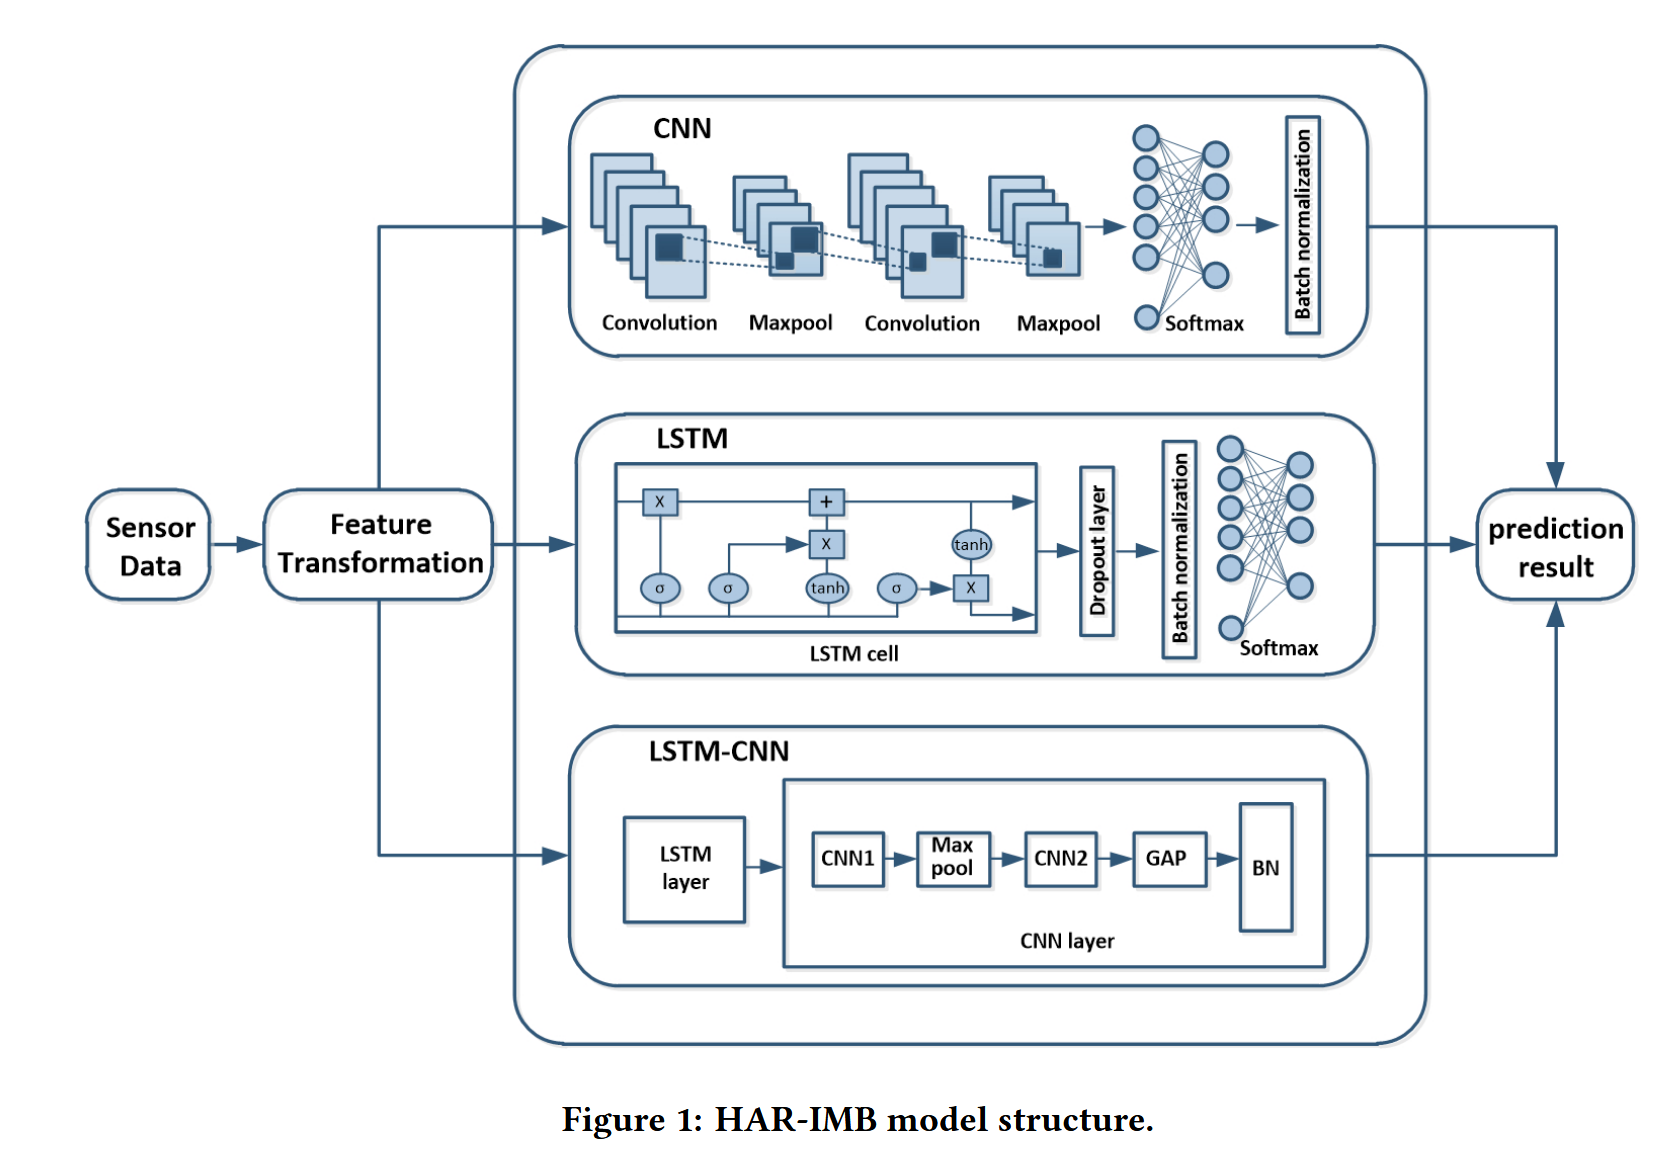 Sensor
Data
Feature
Transformation
CNN
Convolution
Maxpool
Convolution
Maxpool
Softmax
Batch normlization
LSTM
X
+
X
tanh
σ
σ
tanh
σ
X
LSTM cell
Dropout layer
Batch normalization
Softmax
LSTM-CNN
LSTM
layer
CNN1
Max
pool
CNN2
GAP
BN
CNN layer
prediction
result
Figure 1: HAR-IMB model structure.